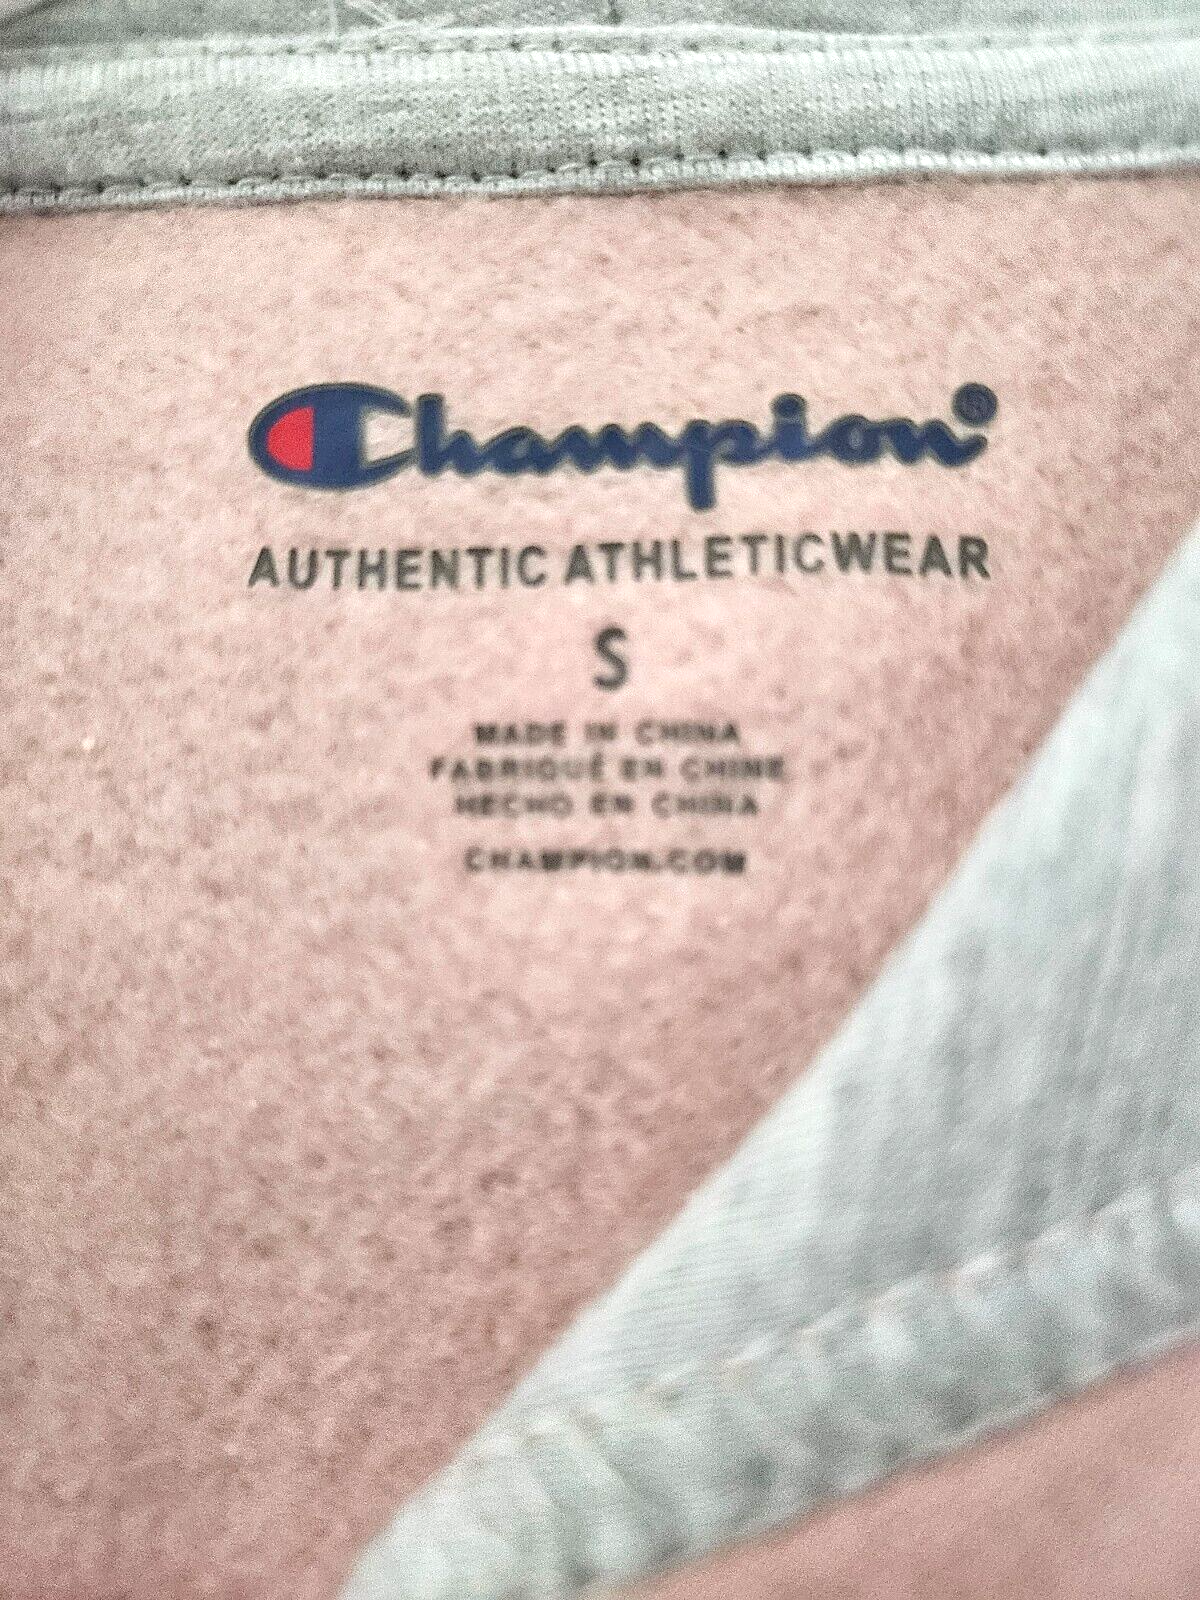 Champion®
AUTHENTIC ATHLETICWEAR
S
MADE IN CHINA
FABRIQUÉ EN CHINE
HECHO EN CHINA
CHAMPION.COM